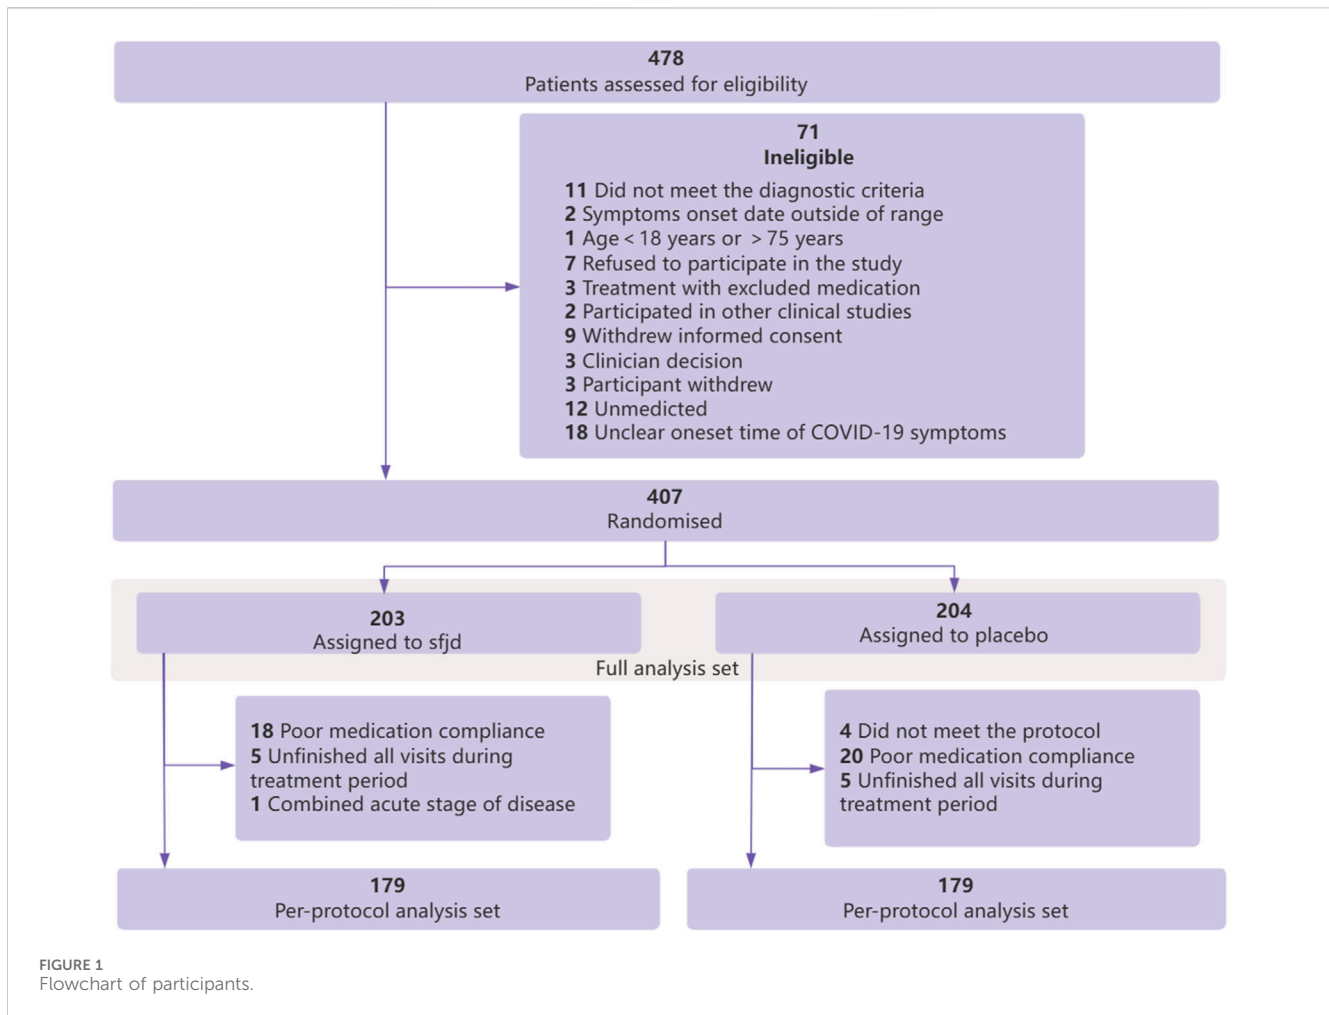 478
Patients assessed for eligibility
71
Ineligible
11 Did not meet the diagnostic criteria
2 Symptoms onset date outside of range
1 Age < 18 years or > 75 years
7 Refused to participate in the study
3 Treatment with excluded medication
2 Participated in other clinical studies
9 Withdrew informed consent
3 Clinician decision
3 Participant withdrew
12 Unmedicted
18 Unclear oneset time of COVID-19 symptoms
407
Randomised
203
Assigned to sfjd
204
Assigned to placebo
Full analysis set
18 Poor medication compliance
5 Unfinished all visits during
treatment period
1 Combined acute stage of disease
4 Did not meet the protocol
20 Poor medication compliance
5 Unfinished all visits during
treatment period
179
Per-protocol analysis set
179
Per-protocol analysis set
FIGURE 1
Flowchart of participants.